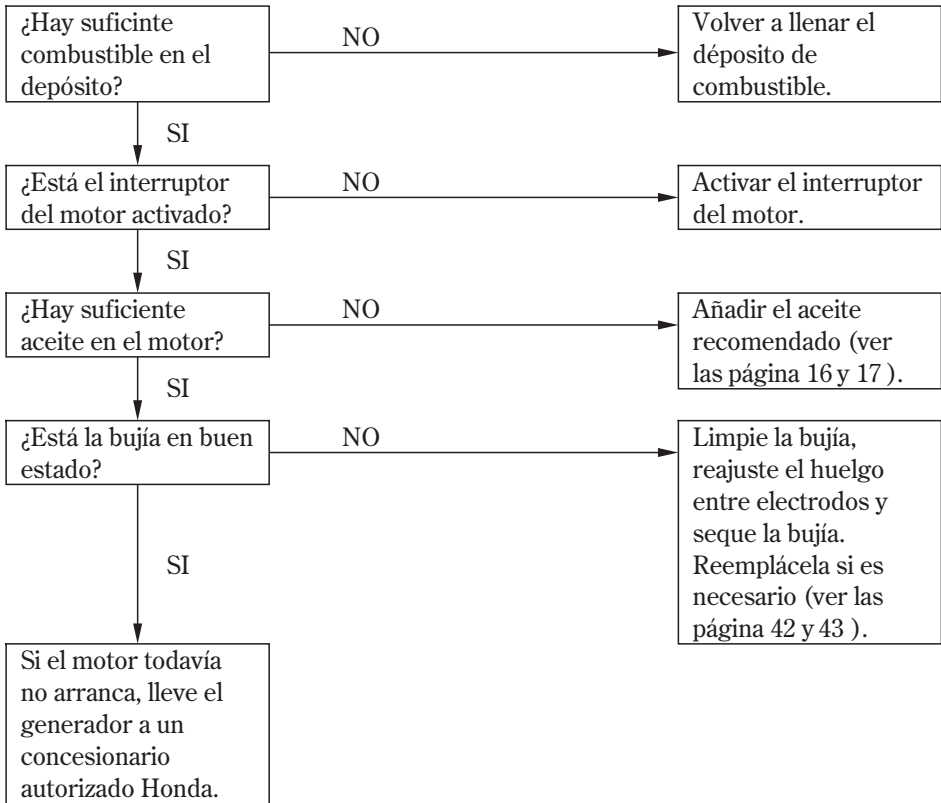 ¿Hay suficinte
combustible en el
depósito?
NO
Volver a llenar el
déposito de
combustible.
SI
¿Está el interruptor
del motor activado?
NO
Activar el interruptor
del motor.
SI
¿Hay suficiente
aceite en el motor?
NO
Añadir el aceite
recomendado (ver
las página 16 y 17 ).
SI
¿Está la bujía en buen
estado?
NO
Limpie la bujía,
reajuste el huelgo
entre electrodos y
seque la bujía.
Reemplácela si es
necesario (ver las
página 42 y 43 ).
SI
Si el motor todavía
no arranca, lleve el
generador a un
concesionario
autorizado Honda.